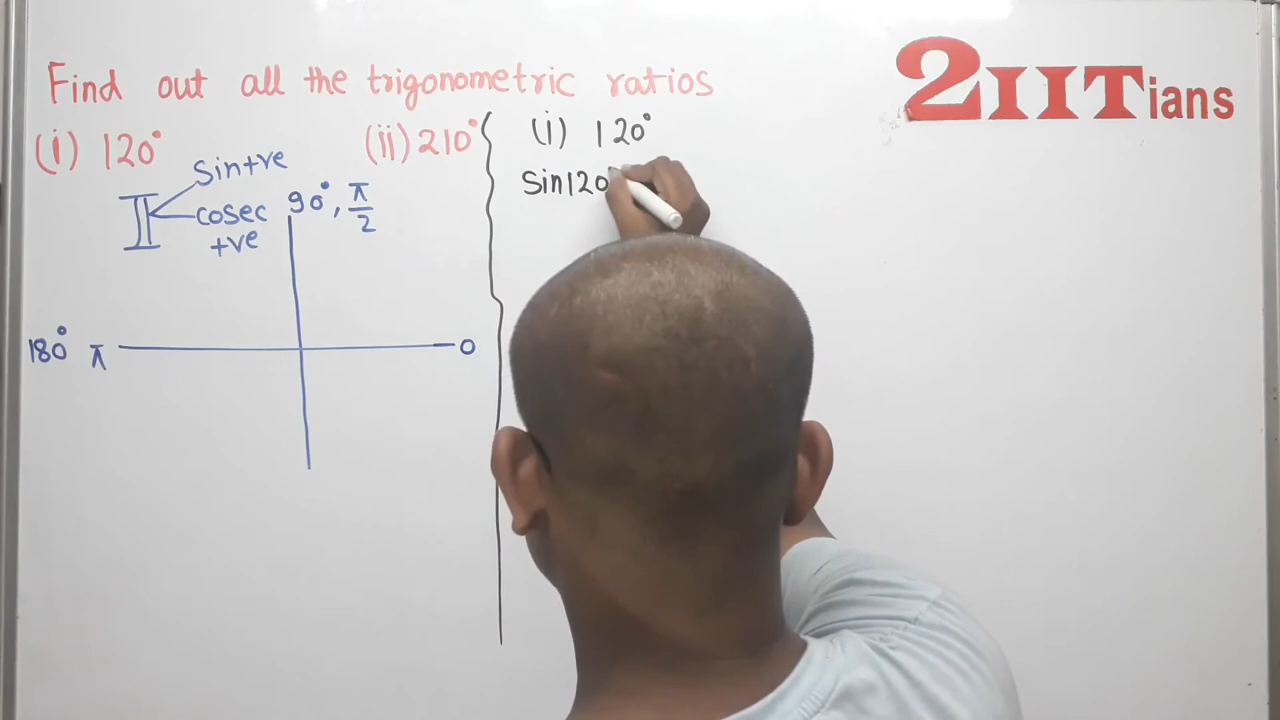 Find out all the trigonometric ratios
(i) 120° (ii) 210°
Sin+ve
II
cosec
+ve
90°, π/2
180° π
0
(i) 120°
Sin120
2IITians